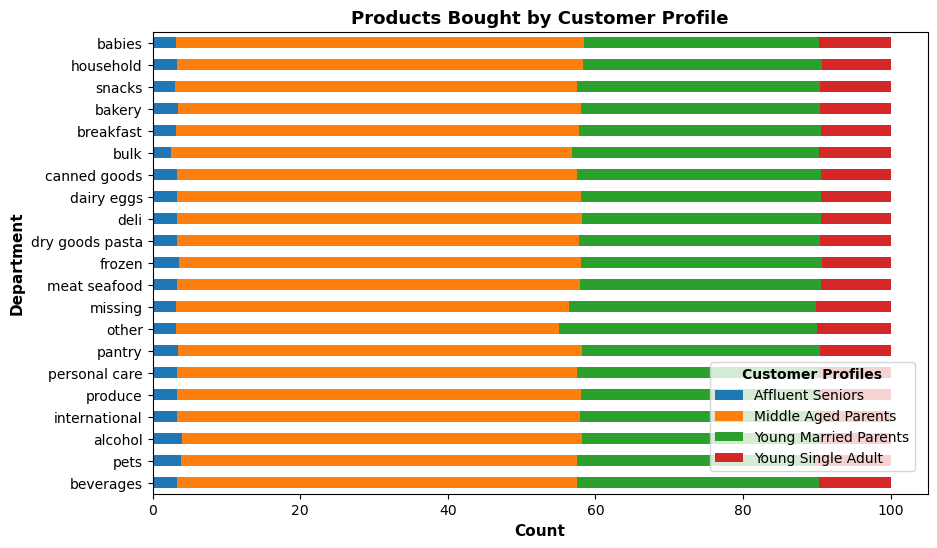 Products Bought by Customer Profile
babies
household
snacks
bakery
breakfast
bulk
canned goods
dairy eggs
deli
dry goods pasta
frozen
meat seafood
missing
other
pantry
personal care
produce
international
alcohol
pets
beverages
Department
Customer Profiles
Affluent Seniors
Middle Aged Parents
Young Married Parents
Young Single Adult
0 20 40 60 80 100
Count